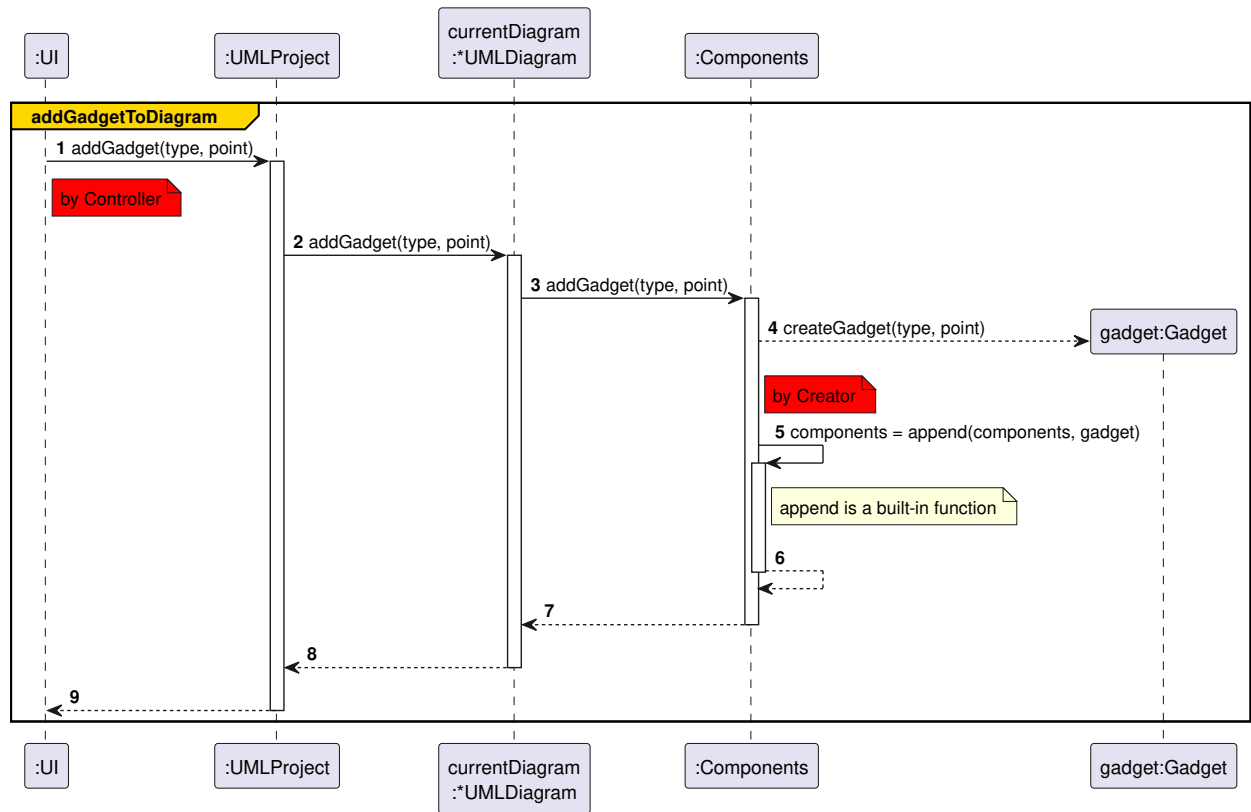 currentDiagram
:UI
:UMLProject
:*UMLDiagram
:Components
addGadgetToDiagram
1 addGadget(type, point)
by Controller
2 addGadget(type, point)
3 addGadget(type, point)
4 createGadget(type, point)
gadget:Gadget
by Creator
5 components = append(components, gadget)
append is a built-in function
6
7
8
9
:UI
:UMLProject
currentDiagram
:*UMLDiagram
:Components
gadget:Gadget